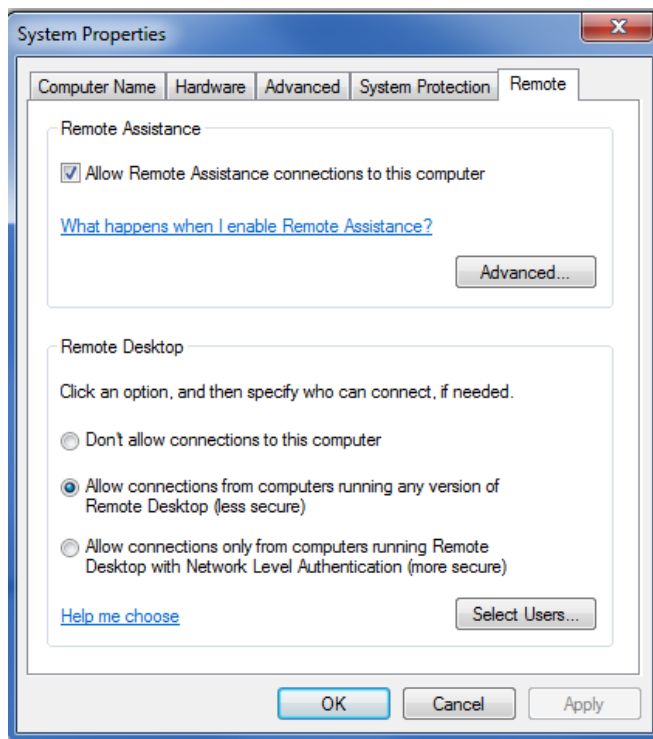 System Properties
Computer Name Hardware Advanced System Protection Remote
Remote Assistance
Allow Remote Assistance connections to this computer
What happens when I enable Remote Assistance?
Advanced...
Remote Desktop
Click an option, and then specify who can connect, if needed.
Don't allow connections to this computer
Allow connections from computers running any version of
Remote Desktop (less secure)
Allow connections only from computers running Remote
Desktop with Network Level Authentication (more secure)
Help me choose
Select Users...
OK Cancel Apply